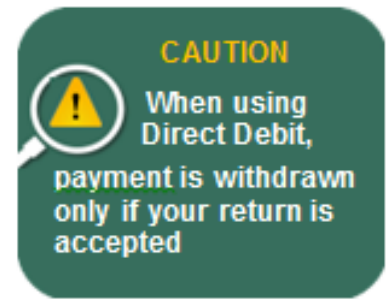 CAUTION
When using
Direct Debit,
payment is withdrawn
only if your return is
accepted